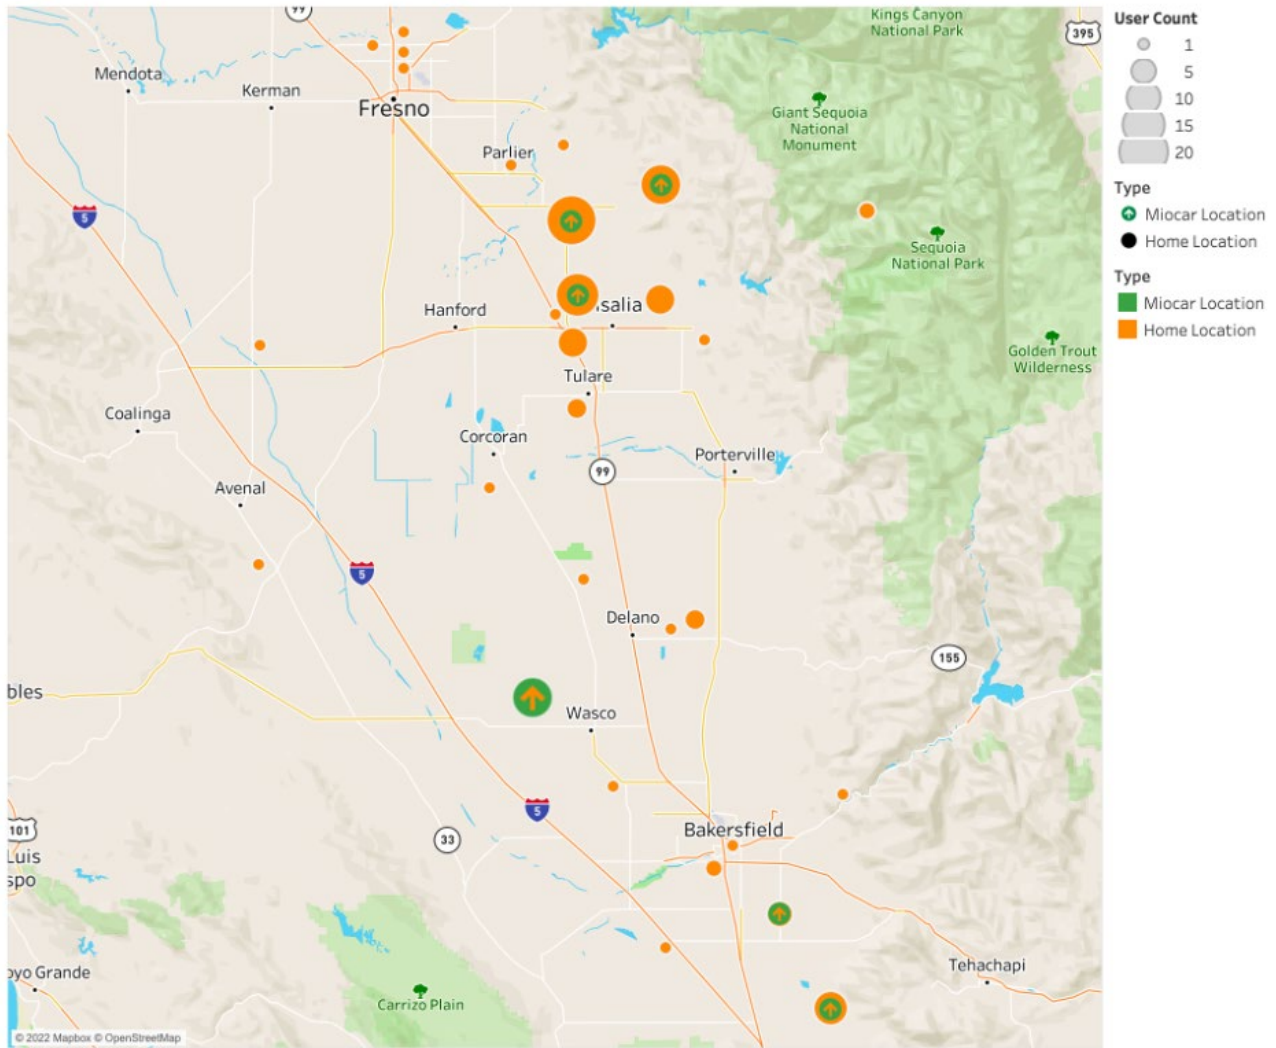 99
Kings Canyon
National Park
395
Mendota
Kerman
Fresno
Giant Sequoia
National
Monument
Parlier
5
Sequoia
National Park
Hanford
isalia
Golden Trout
Wilderness
Tulare
Coalinga
Corcoran
Porterville
99
Avenal
5
Delano
155
bles
Wasco
5
101
33
Bakersfield
Luis
spo
oyo Grande
Tehachapi
Carrizo Plain
© 2022 Mapbox © OpenStreetMap
User Count
1
5
10
15
20
Type
Miocar Location
Home Location
Type
Miocar Location
Home Location